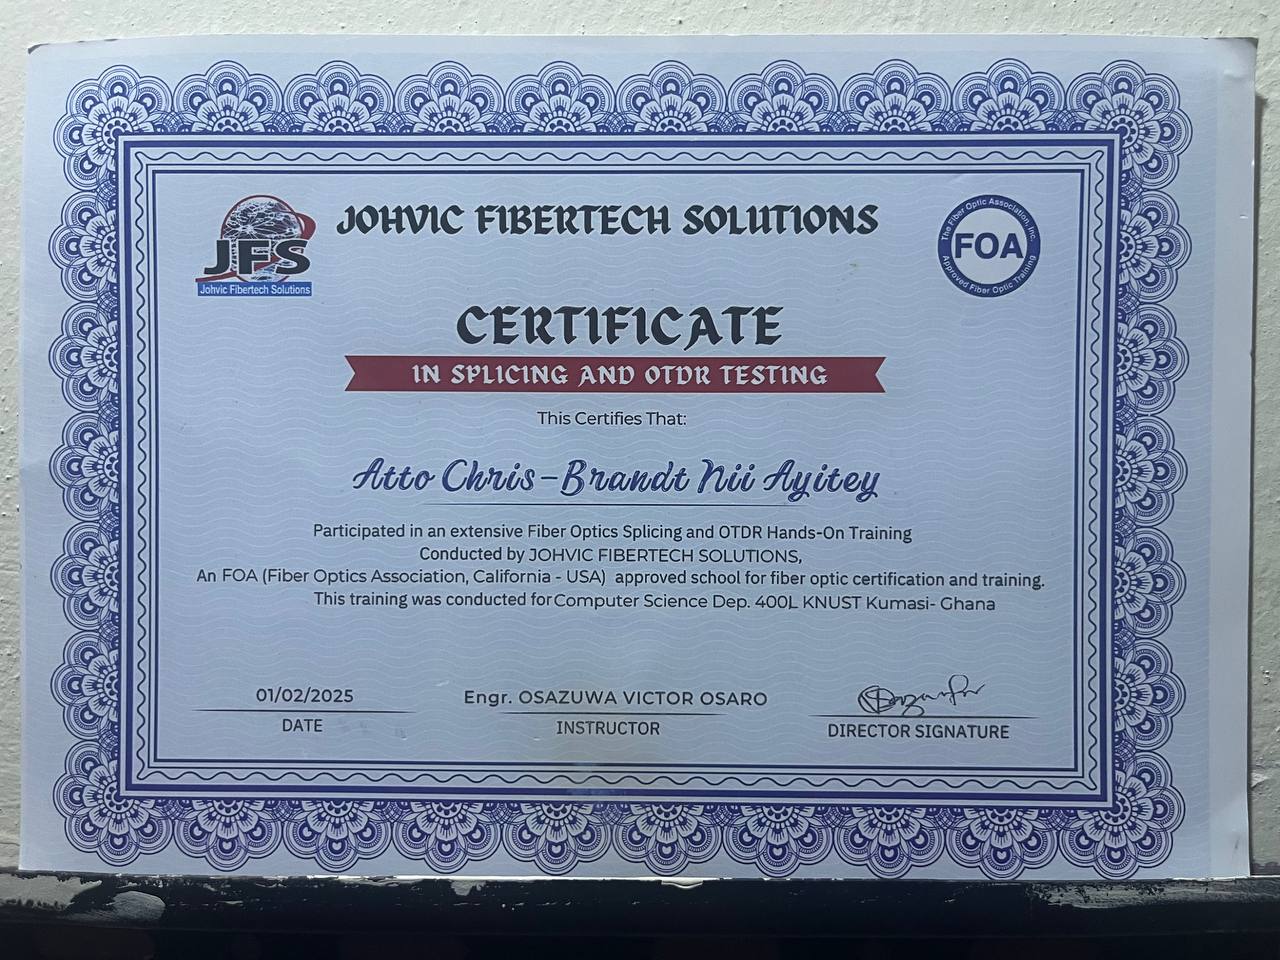 JFS
Johvic Fibertech Solutions
JOHVIC FIBERTECH SOLUTIONS
The Fiber Optic Association, Inc.
FOA
Approved Fiber Optic Training
CERTIFICATE
IN SPLICING AND OTDR TESTING
This Certifies That:
Atto Chris-Brandt Nii Ayitey
Participated in an extensive Fiber Optics Splicing and OTDR Hands-On Training
Conducted by JOHVIC FIBERTECH SOLUTIONS,
An FOA (Fiber Optics Association, California - USA) approved school for fiber optic certification and training.
This training was conducted for Computer Science Dep. 400L KNUST Kumasi- Ghana
01/02/2025
DATE
Engr. OSAZUWA VICTOR OSARO
INSTRUCTOR
DIRECTOR SIGNATURE